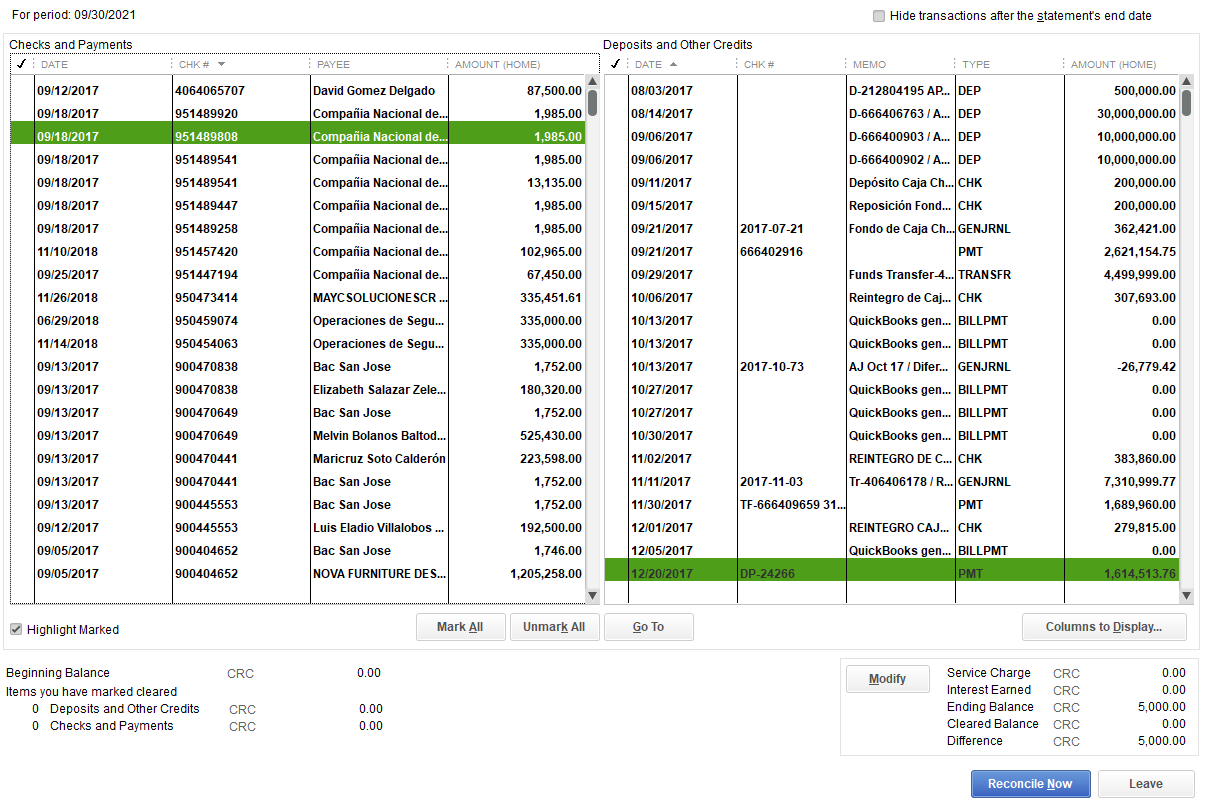 For period: 09/30/2021
Hide transactions after the statement's end date
Checks and Payments
DATE CHK # PAYEE AMOUNT (HOME)
09/12/2017 4064065707 David Gomez Delgado 87,500.00
09/18/2017 951489920 Compañia Nacional de... 1,985.00
09/18/2017 951489808 Compañia Nacional de... 1,985.00
09/18/2017 951489541 Compañia Nacional de... 1,985.00
09/18/2017 951489541 Compañia Nacional de... 13,135.00
09/18/2017 951489447 Compañia Nacional de... 1,985.00
09/18/2017 951489258 Compañia Nacional de... 1,985.00
11/10/2018 951457420 Compañia Nacional de... 102,965.00
09/25/2017 951447194 Compañia Nacional de... 67,450.00
11/26/2018 950473414 MAYCSOLUCIONESCR ... 335,451.61
06/29/2018 950459074 Operaciones de Segu... 335,000.00
11/14/2018 950454063 Operaciones de Segu... 335,000.00
09/13/2017 900470838 Bac San Jose 1,752.00
09/13/2017 900470838 Elizabeth Salazar Zele... 180,320.00
09/13/2017 900470649 Bac San Jose 1,752.00
09/13/2017 900470649 Melvin Bolanos Baltod... 525,430.00
09/13/2017 900470441 Maricruz Soto Calderón 223,598.00
09/13/2017 900470441 Bac San Jose 1,752.00
09/13/2017 900445553 Bac San Jose 1,752.00
09/12/2017 900445553 Luis Eladio Villalobos ... 192,500.00
09/05/2017 900404652 Bac San Jose 1,746.00
09/05/2017 900404652 NOVA FURNITURE DES... 1,205,258.00
Deposits and Other Credits
DATE CHK # MEMO TYPE AMOUNT (HOME)
08/03/2017 D-212804195 AP... DEP 500,000.00
08/14/2017 D-666406763 / A... DEP 30,000,000.00
09/06/2017 D-666400903 / A... DEP 10,000,000.00
09/06/2017 D-666400902 / A... DEP 10,000,000.00
09/11/2017 Depósito Caja Ch... CHK 200,000.00
09/15/2017 Reposición Fond... CHK 200,000.00
09/21/2017 2017-07-21 Fondo de Caja Ch... GENJRNL 362,421.00
09/21/2017 666402916 PMT 2,621,154.75
09/29/2017 Funds Transfer-4... TRANSFR 4,499,999.00
10/06/2017 Reintegro de Caj... CHK 307,693.00
10/13/2017 QuickBooks gen... BILLPMT 0.00
10/13/2017 QuickBooks gen... BILLPMT 0.00
10/13/2017 2017-10-73 AJ Oct 17 / Difer... GENJRNL -26,779.42
10/27/2017 QuickBooks gen... BILLPMT 0.00
10/27/2017 QuickBooks gen... BILLPMT 0.00
10/30/2017 QuickBooks gen... BILLPMT 0.00
11/02/2017 REINTEGRO DE C... CHK 383,860.00
11/11/2017 2017-11-03 Tr-406406178 / R... GENJRNL 7,310,999.77
11/30/2017 TF-666409659 31... PMT 1,689,960.00
12/01/2017 REINTEGRO CAJ... CHK 279,815.00
12/05/2017 QuickBooks gen... BILLPMT 0.00
12/20/2017 DP-24266 PMT 1,614,513.76
Highlight Marked
Mark All
Unmark All
Go To
Columns to Display...
Beginning Balance CRC 0.00
Items you have marked cleared
0 Deposits and Other Credits CRC 0.00
0 Checks and Payments CRC 0.00
Modify
Service Charge CRC 0.00
Interest Earned CRC 0.00
Ending Balance CRC 5,000.00
Cleared Balance CRC 0.00
Difference CRC 5,000.00
Reconcile Now
Leave